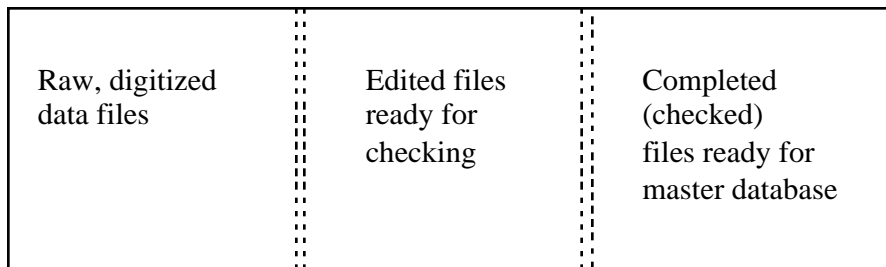 Raw, digitized
data files
Edited files
ready for
checking
Completed
(checked)
files ready for
master database